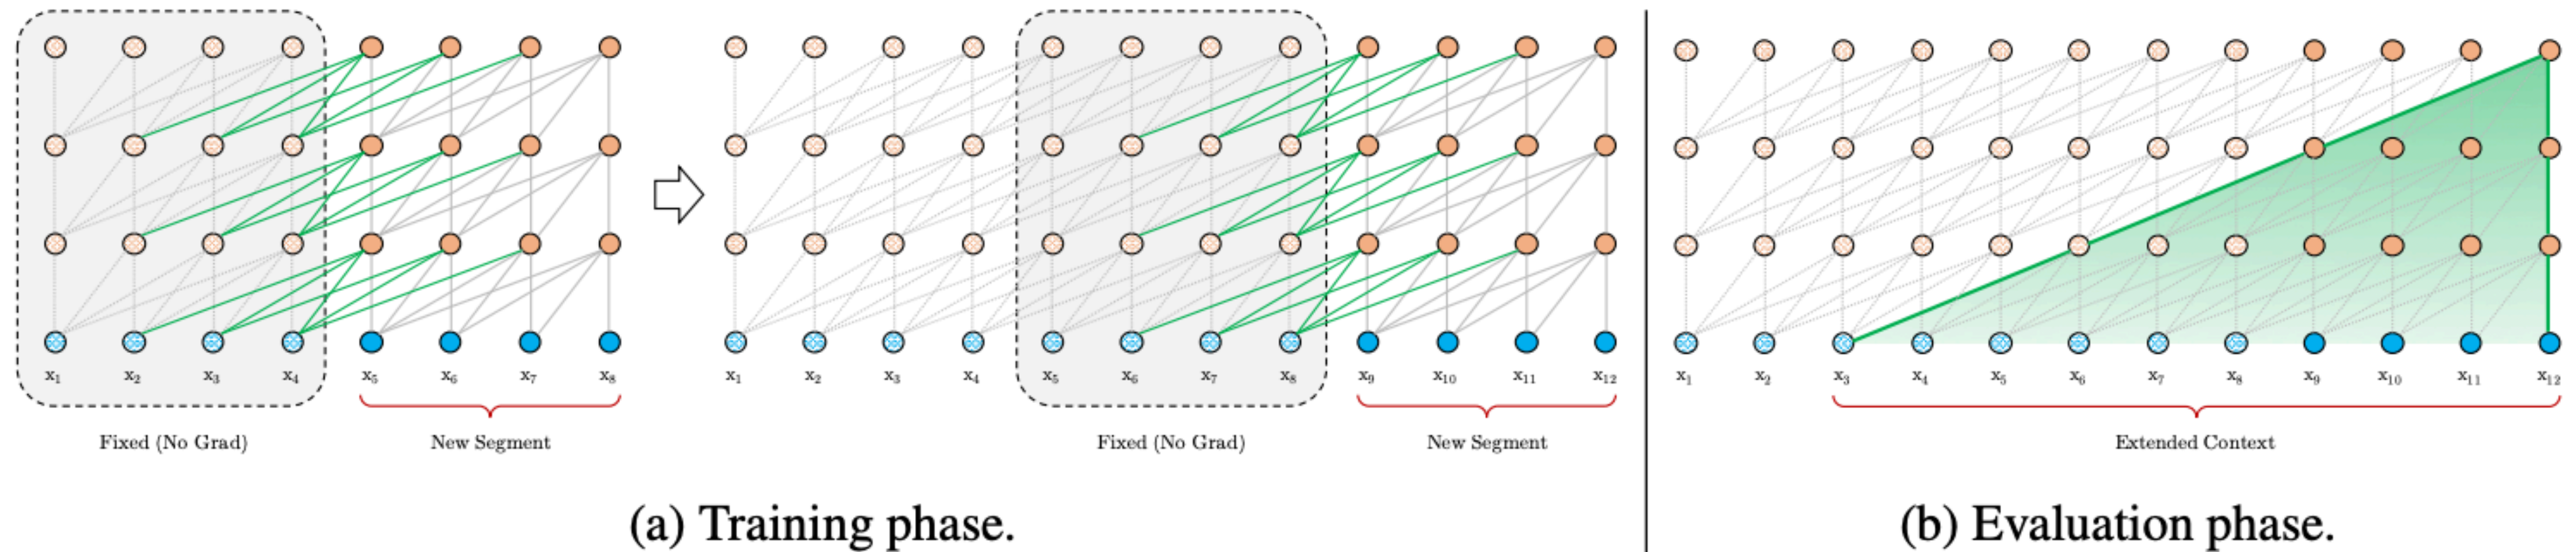 x₁ x₂ x₃ x₄ x₅ x₆ x₇ x₈
Fixed (No Grad)
New Segment
x₁ x₂ x₃ x₄ x₅ x₆ x₇ x₈ x₉ x₁₀ x₁₁ x₁₂
Fixed (No Grad)
New Segment
(a) Training phase.
x₁ x₂ x₃ x₄ x₅ x₆ x₇ x₈ x₉ x₁₀ x₁₁ x₁₂
Extended Context
(b) Evaluation phase.